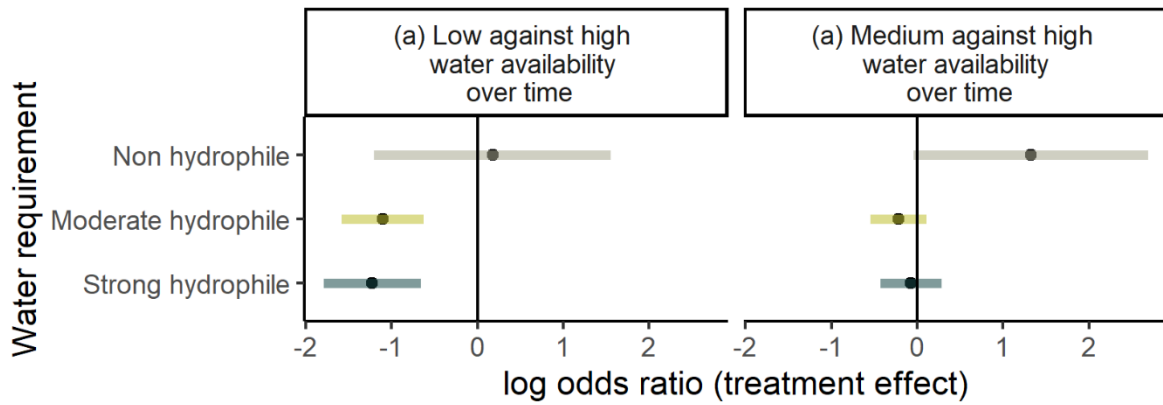 (a) Low against high
water availability
over time
(a) Medium against high
water availability
over time
Water requirement
Non hydrophile
Moderate hydrophile
Strong hydrophile
-2 -1 0 1 2
-2 -1 0 1 2
log odds ratio (treatment effect)